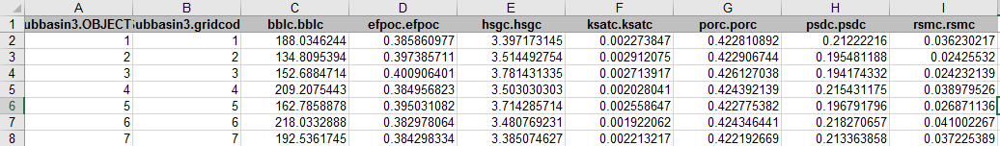 A B C D E F G H I
1 ubbasin3.OBJECT ubbasin3.gridcod bblc.bblc efpoc.efpoc hsgc.hsgc ksatc.ksatc porc.porc psdc.psdc rsmc.rsmc
2 1 1 188.0346244 0.385860977 3.397173145 0.002273847 0.422810892 0.21222216 0.036230217
3 2 2 134.8095394 0.397385711 3.514492754 0.002912075 0.422906744 0.195481188 0.02425532
4 3 3 152.6884714 0.400906401 3.781431335 0.002713917 0.426127038 0.194174332 0.024232139
5 4 4 209.2075443 0.384956823 3.503030303 0.002028041 0.424392139 0.215431175 0.038979526
6 5 5 162.7858878 0.395031082 3.714285714 0.002558647 0.422775382 0.196791796 0.026871136
7 6 6 218.0332888 0.382978064 3.480769231 0.001922062 0.424346441 0.218270657 0.041002267
8 7 7 192.5361745 0.384298334 3.385074627 0.002213217 0.422192669 0.213363858 0.037225389